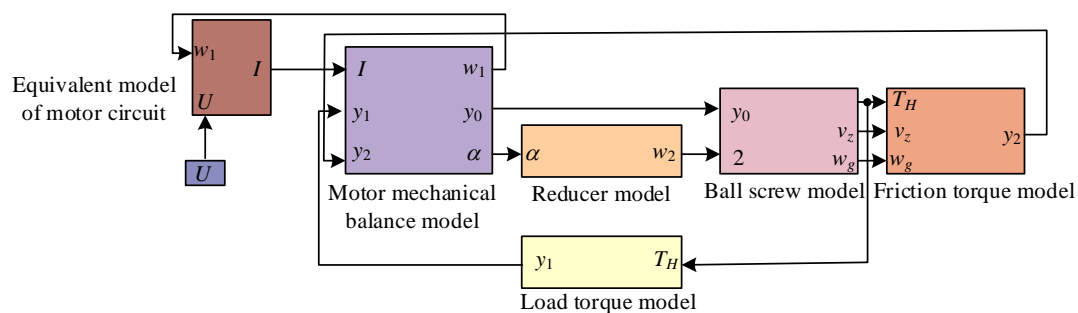 w1
I
U
Equivalent model
of motor circuit
U
I
w1
y1
y0
y2
α
Motor mechanical
balance model
α
w2
Reducer model
y0
2
vz
wg
Ball screw model
TH
vz
wg
y2
Friction torque model
y1
TH
Load torque model